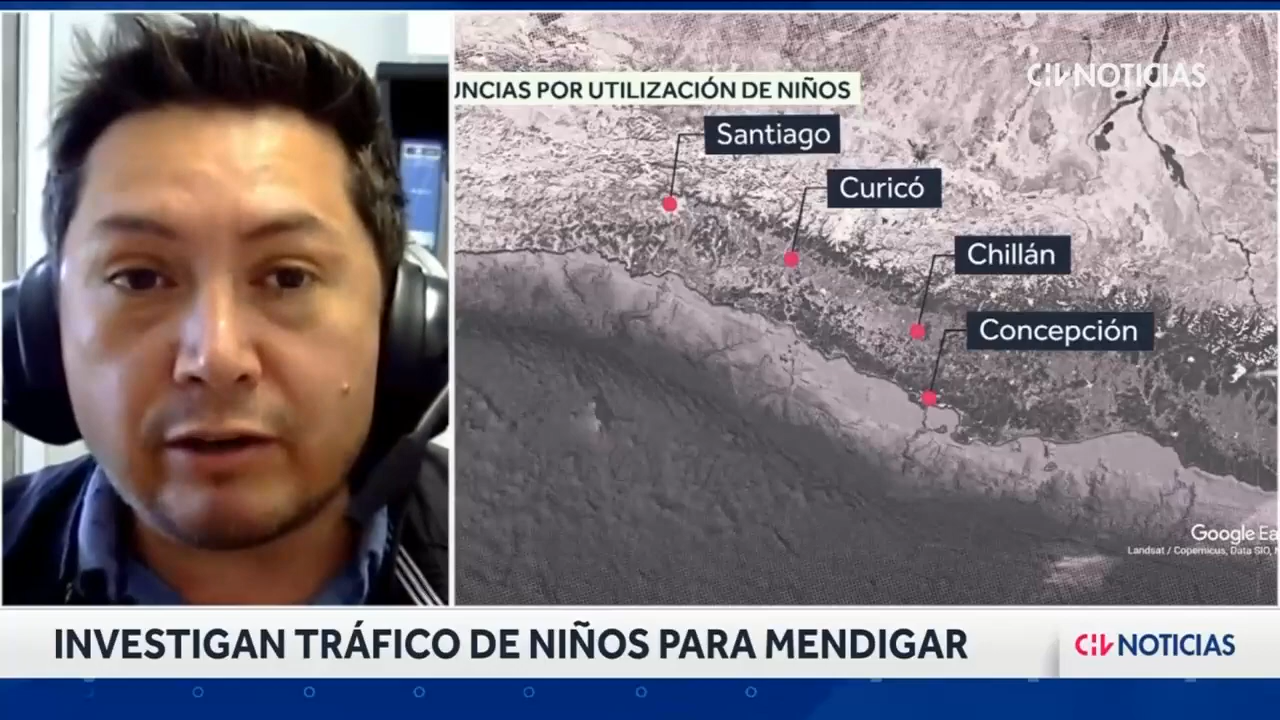 UNCIAS POR UTILIZACIÓN DE NIÑOS
CHV NOTICIAS
Santiago
Curicó
Chillán
Concepción
Google Ea
Landsat / Copernicus, Data SIO, N
INVESTIGAN TRÁFICO DE NIÑOS PARA MENDIGAR
CHV NOTICIAS